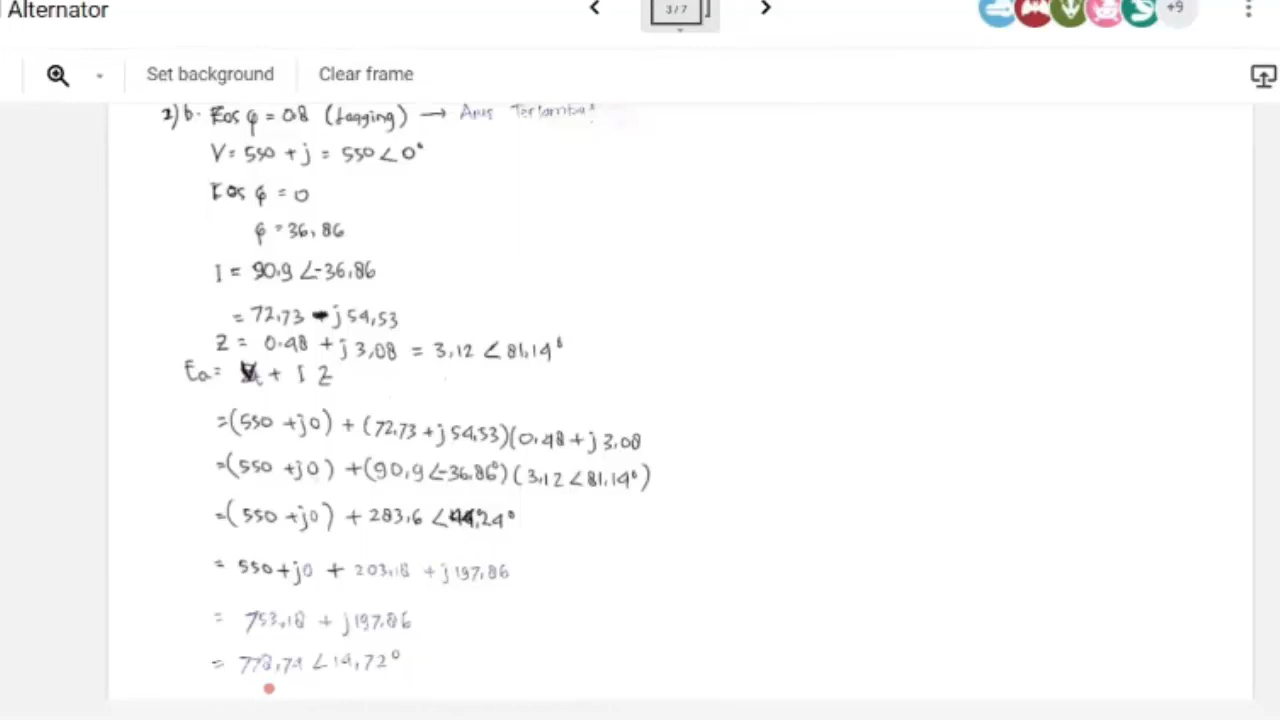 Alternator
3 / 7
+9
Set background
Clear frame
2) b. Cos φ = 0.8 (Lagging) → Arus Terlambat
V = 550 + j = 550∠0°
Cos φ = 0
φ = 36,86
I = 90.9 ∠-36,86
= 72,73 - j 54,53
Z = 0.48 + j 3,08 = 3,12 ∠81,14°
Ea = V + I Z
= (550 + j0) + (72,73 + j 54,53)(0,48 + j 3,08
= (550 + j0) + (90,9 ∠-36,86°)(3,12 ∠81,14°)
= (550 + j0) + 283,6 ∠44,24°
= 550 + j0 + 203,18 + j 197,86
= 753,18 + j 197,86
= 778,74 ∠14,72°